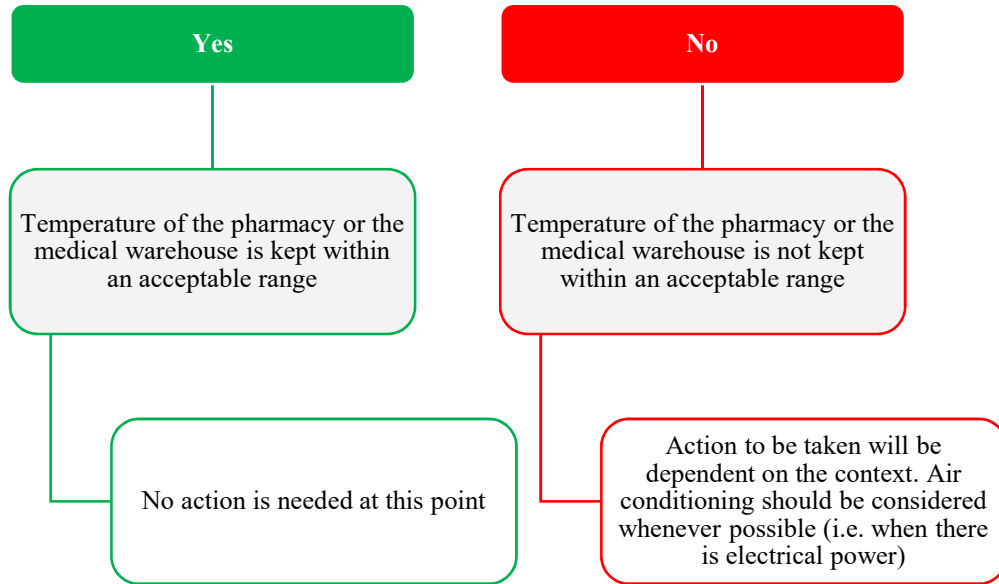 Yes
No
Temperature of the pharmacy or the
medical warehouse is kept within
an acceptable range
Temperature of the pharmacy or the
medical warehouse is not kept
within an acceptable range
No action is needed at this point
Action to be taken will be
dependent on the context. Air
conditioning should be considered
whenever possible (i.e. when there
is electrical power)